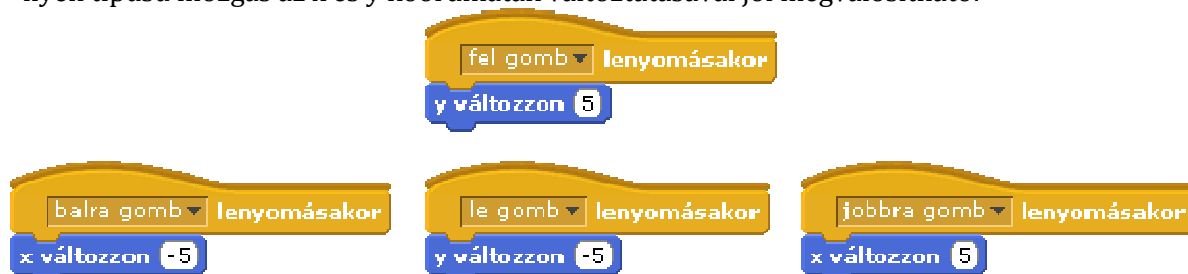 fel gomb lenyomásakor
y változzon 5
balra gomb lenyomásakor
x változzon -5
le gomb lenyomásakor
y változzon -5
jobbra gomb lenyomásakor
x változzon 5